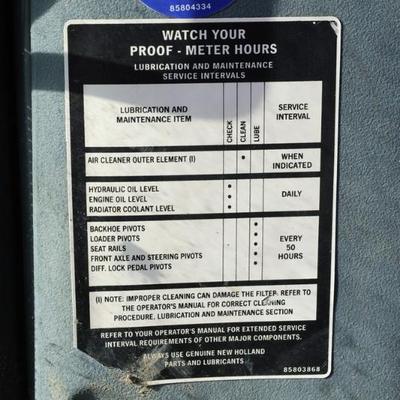 85804334
WATCH YOUR
PROOF - METER HOURS
LUBRICATION AND MAINTENANCE
SERVICE INTERVALS
LUBRICATION AND
MAINTENANCE ITEM
CHECK
CLEAN
LUBE
SERVICE
INTERVAL
AIR CLEANER OUTER ELEMENT (I)
WHEN
INDICATED
HYDRAULIC OIL LEVEL
ENGINE OIL LEVEL
RADIATOR COOLANT LEVEL
DAILY
BACKHOE PIVOTS
LOADER PIVOTS
SEAT RAILS
FRONT AXLE AND STEERING PIVOTS
DIFF. LOCK PEDAL PIVOTS
EVERY
50
HOURS
(I) NOTE: IMPROPER CLEANING CAN DAMAGE THE FILTER. REFER TO
THE OPERATOR'S MANUAL FOR CORRECT CLEANING
PROCEDURE, LUBRICATION AND MAINTENANCE SECTION
REFER TO YOUR OPERATOR'S MANUAL FOR EXTENDED SERVICE
INTERVAL REQUIREMENTS OF OTHER MAJOR COMPONENTS.
ALWAYS USE GENUINE NEW HOLLAND
PARTS AND LUBRICANTS
85803868